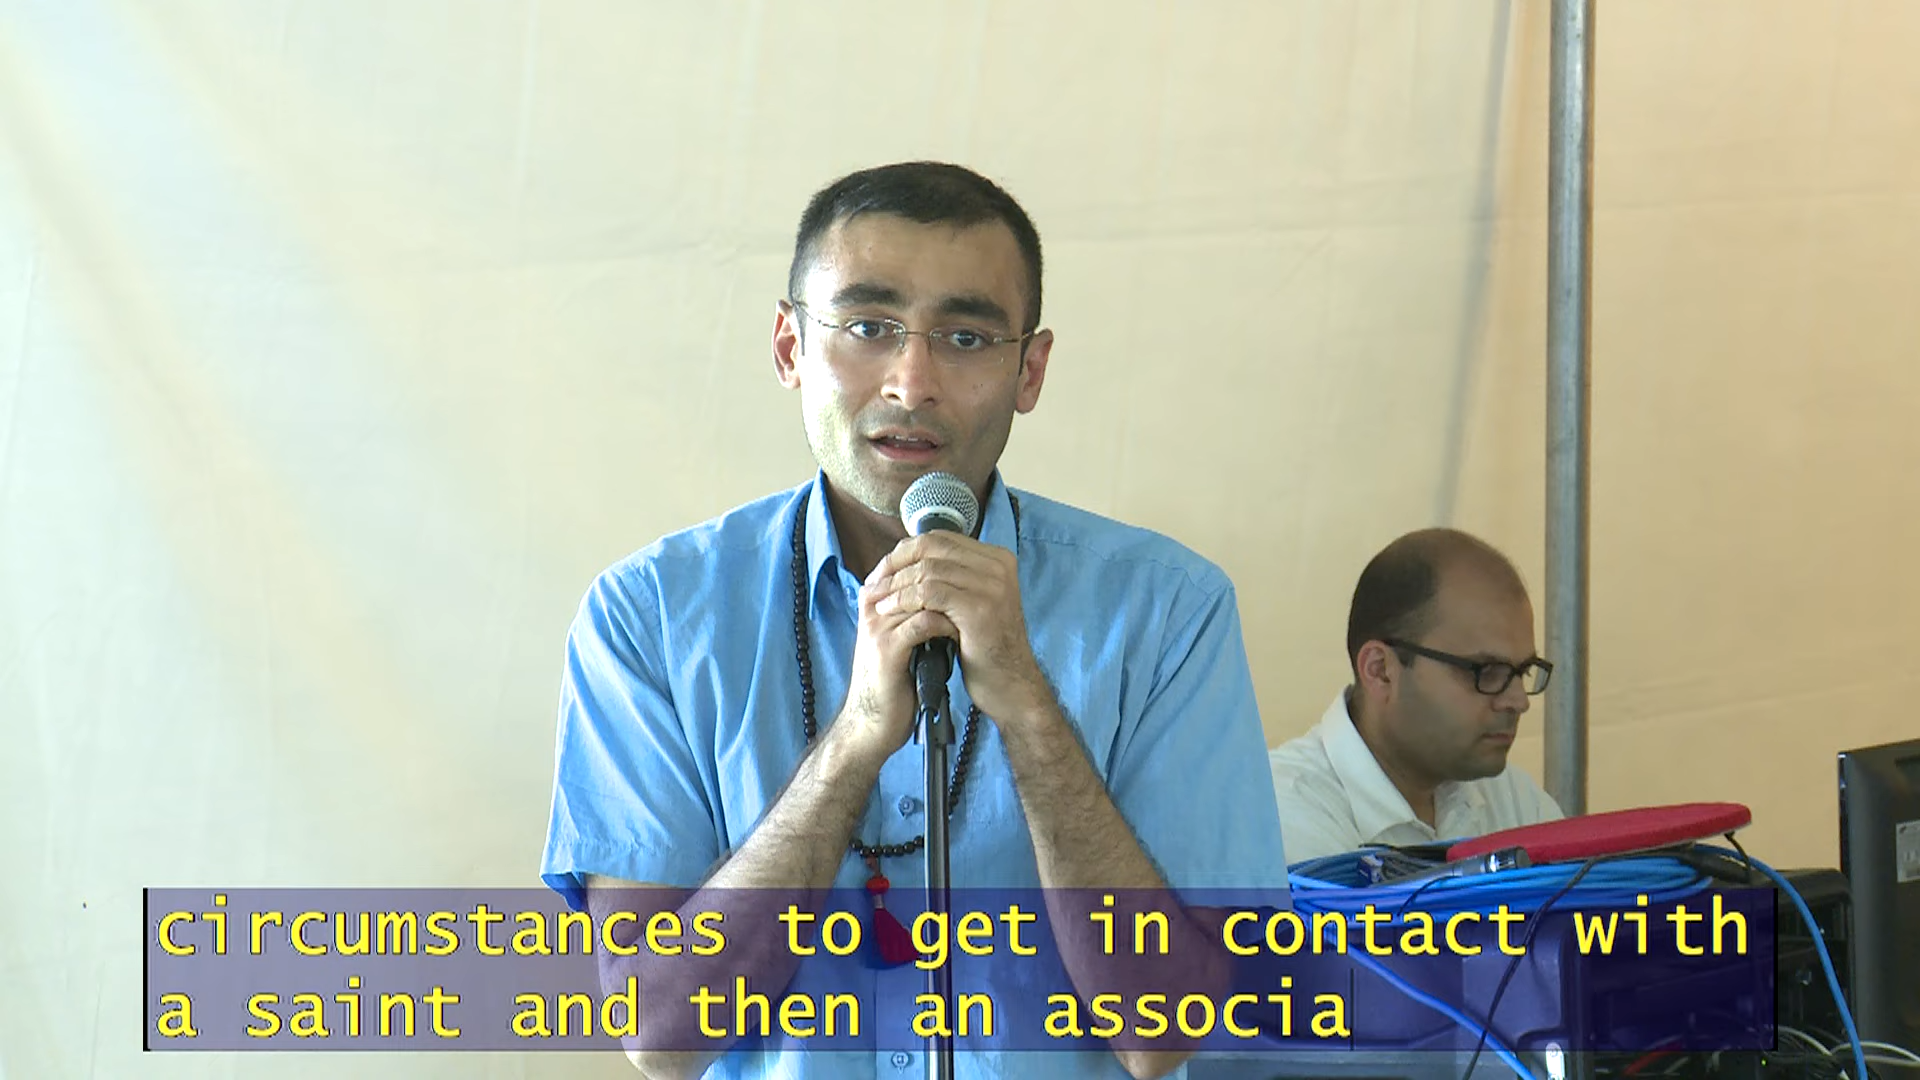 circumstances to get in contact with
a saint and then an associa